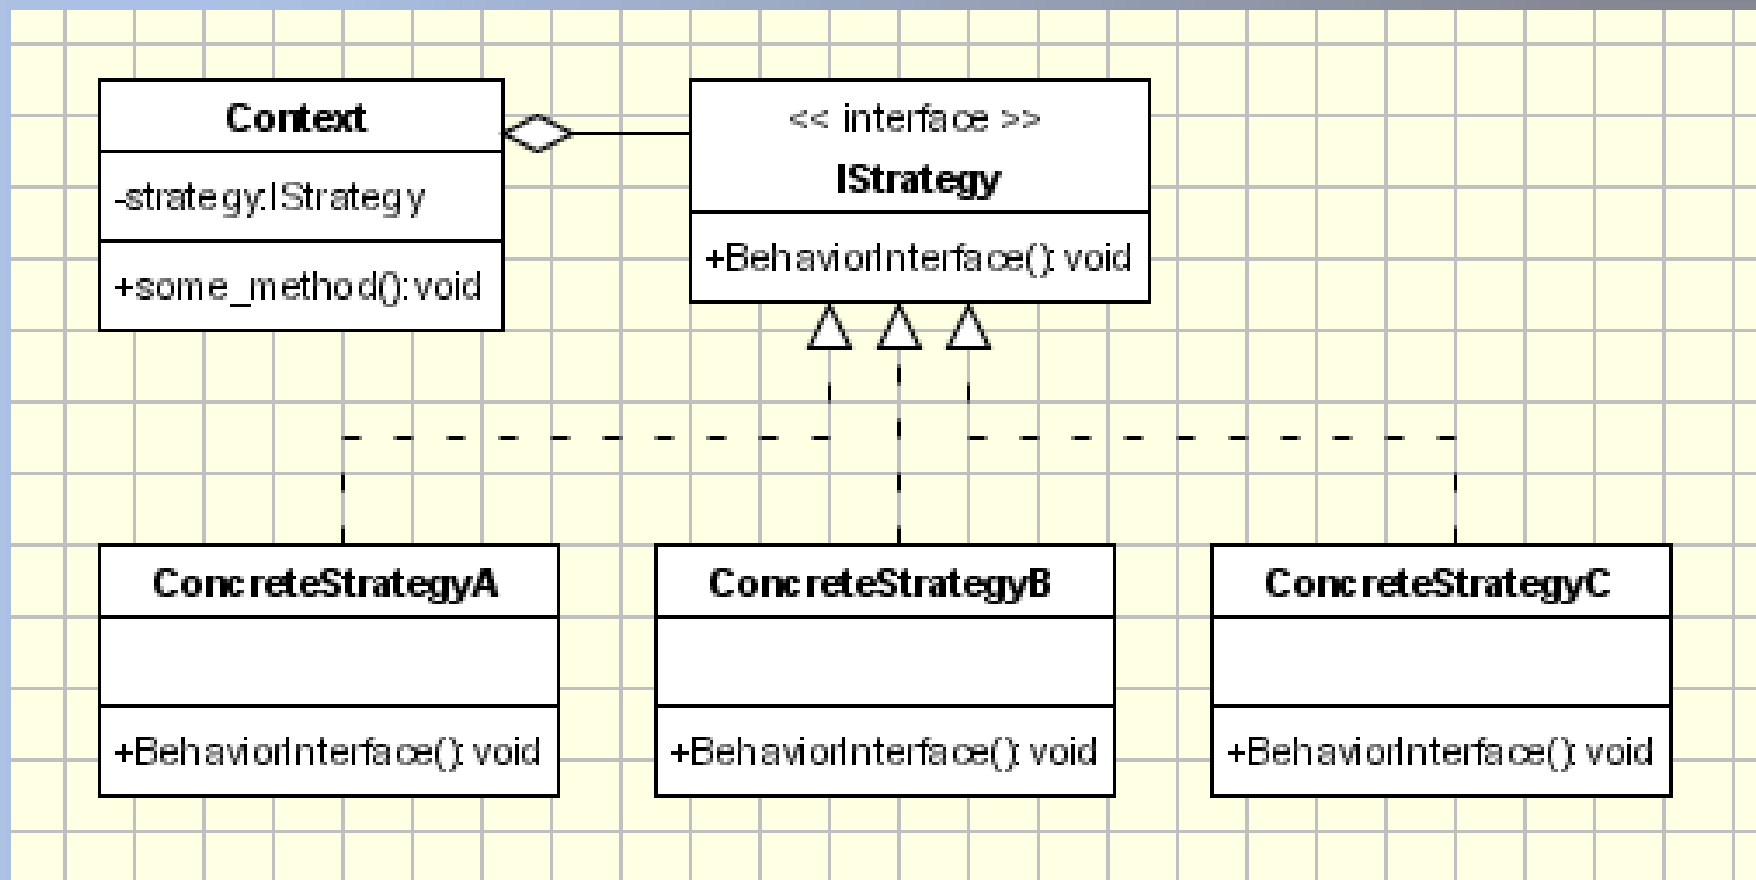 Context
-strategy:IStrategy
+some_method():void
<< interface >>
IStrategy
+BehaviorInterface(): void
ConcreteStrategyA
+BehaviorInterface(): void
ConcreteStrategyB
+BehaviorInterface(): void
ConcreteStrategyC
+BehaviorInterface(): void